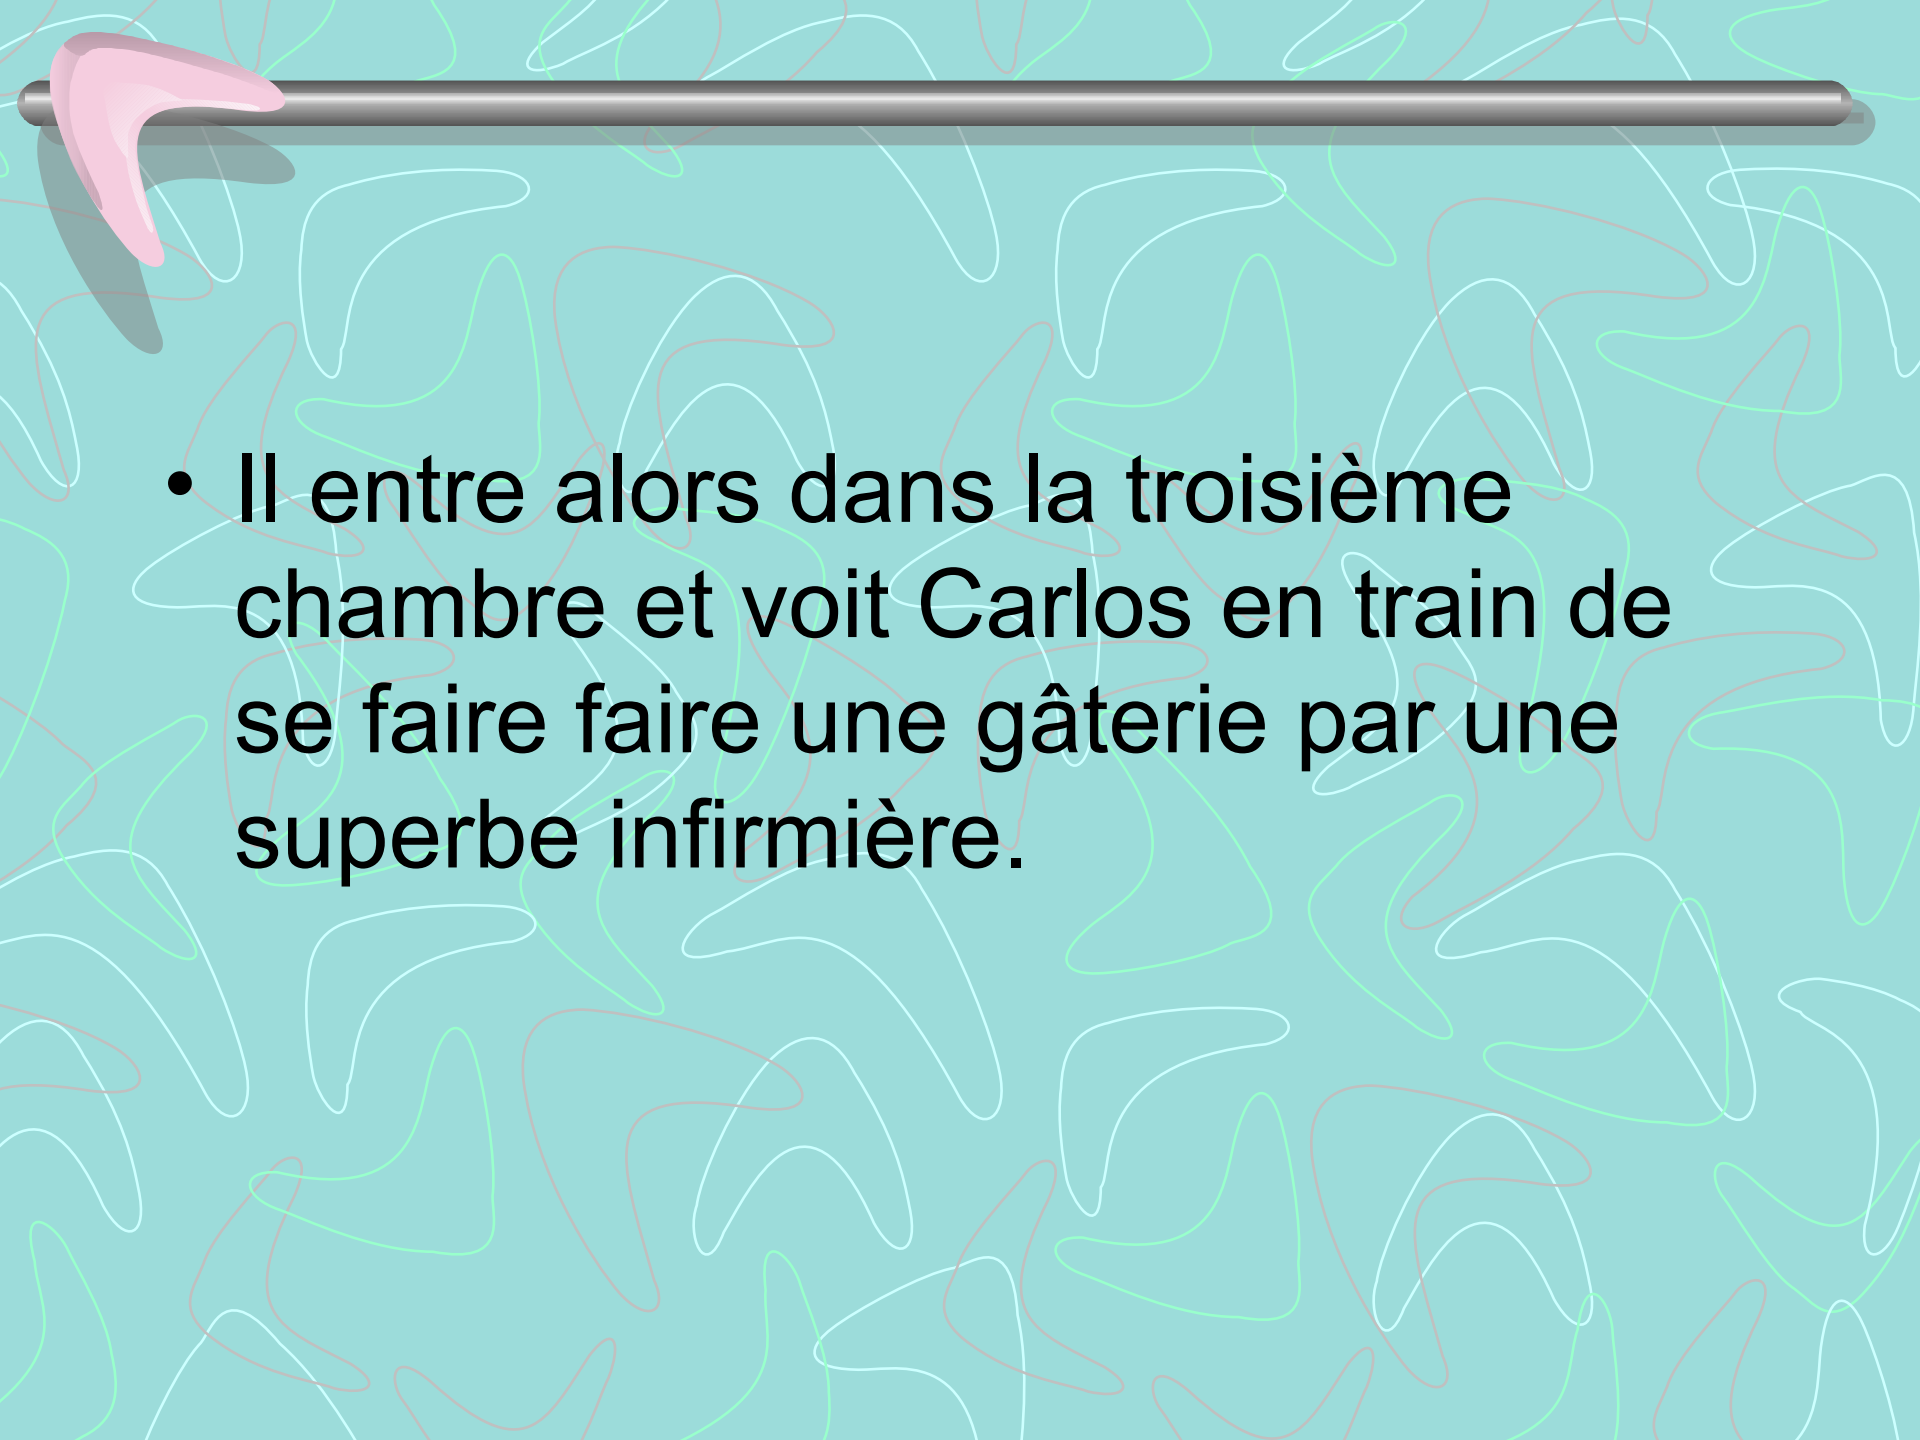 • Il entre alors dans la troisième
chambre et voit Carlos en train de
se faire faire une gâterie par une
superbe infirmière.